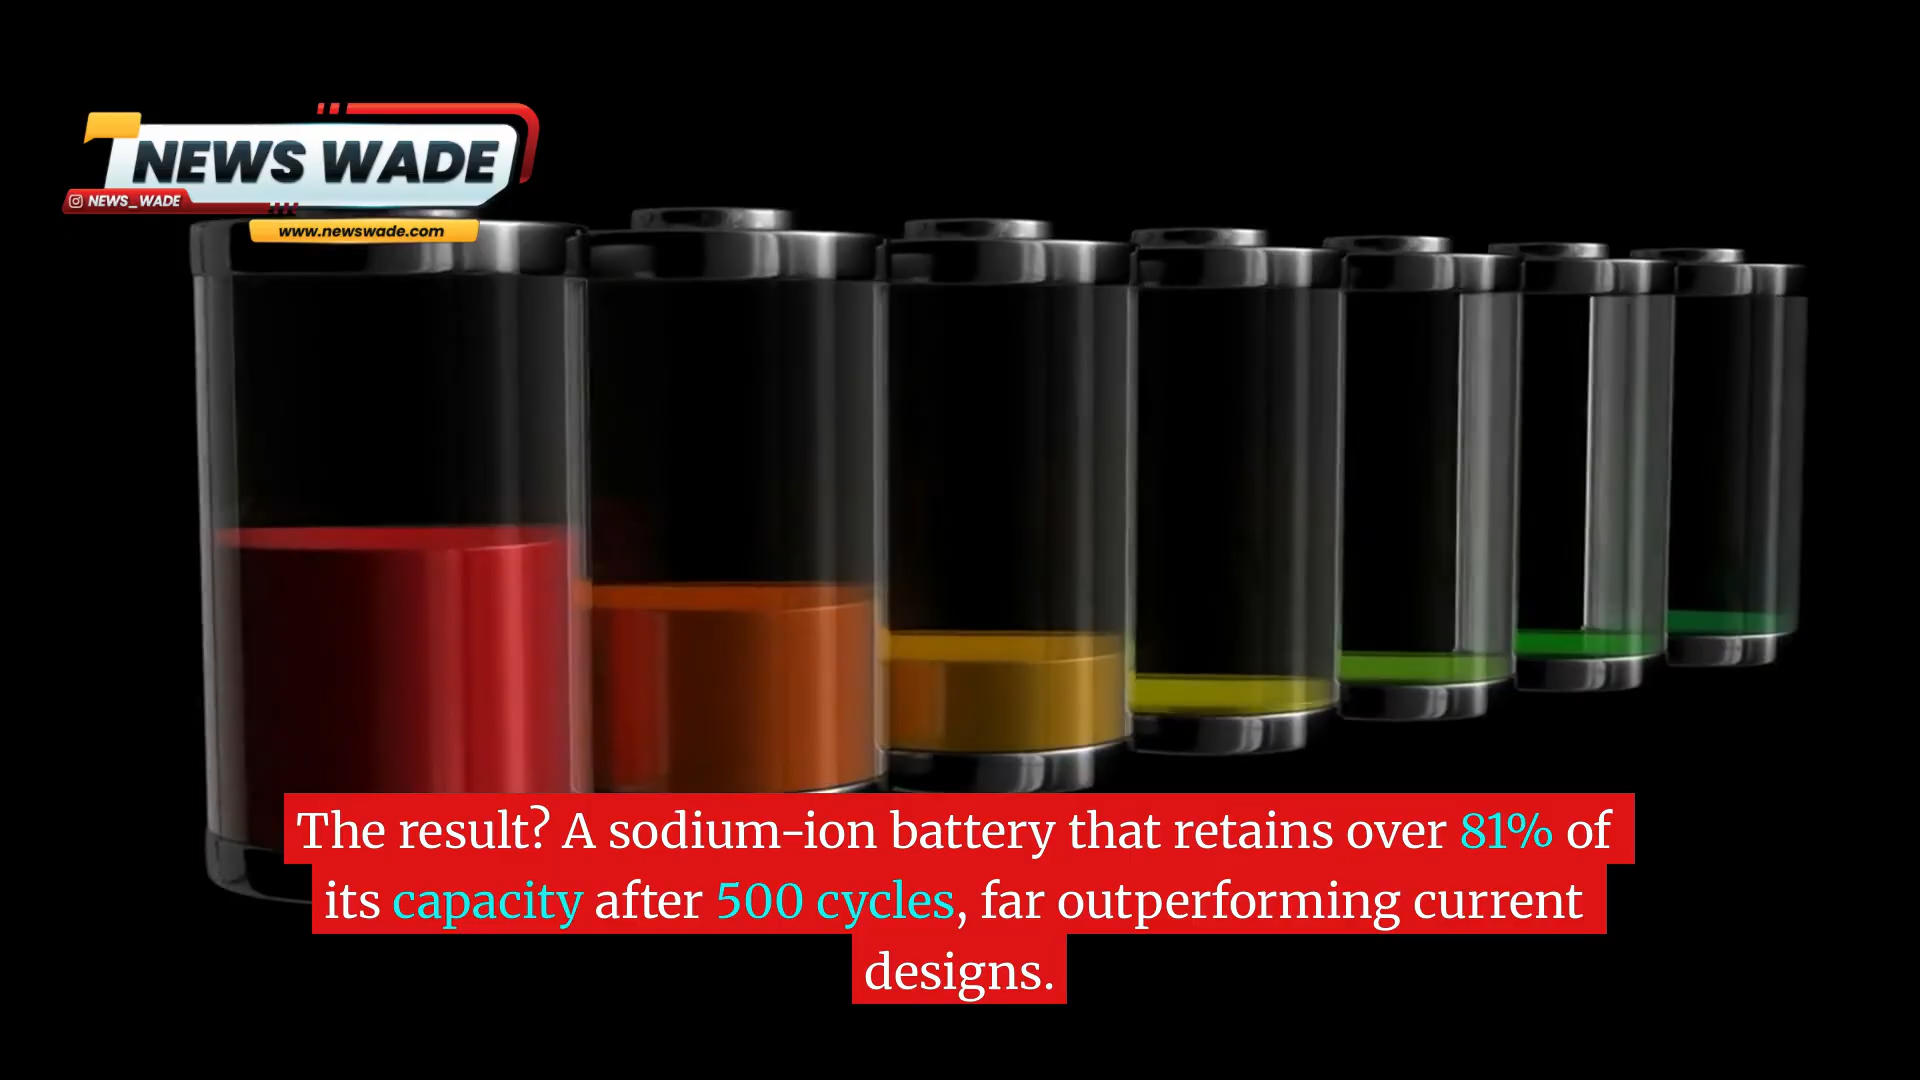 NEWS WADE
NEWS_WADE
www.newswade.com
The result? A sodium-ion battery that retains over 81% of
its capacity after 500 cycles, far outperforming current
designs.